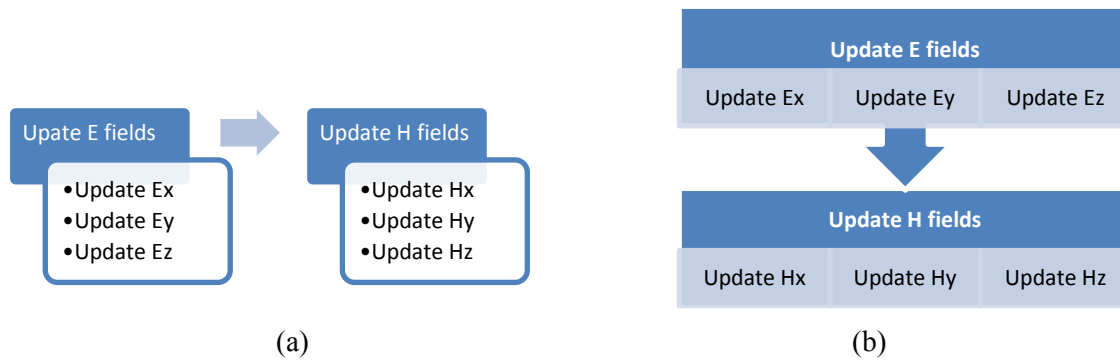 Upate E fields
•Update Ex
•Update Ey
•Update Ez
Update H fields
•Update Hx
•Update Hy
•Update Hz
(a)
Update E fields
Update Ex Update Ey Update Ez
Update H fields
Update Hx Update Hy Update Hz
(b)